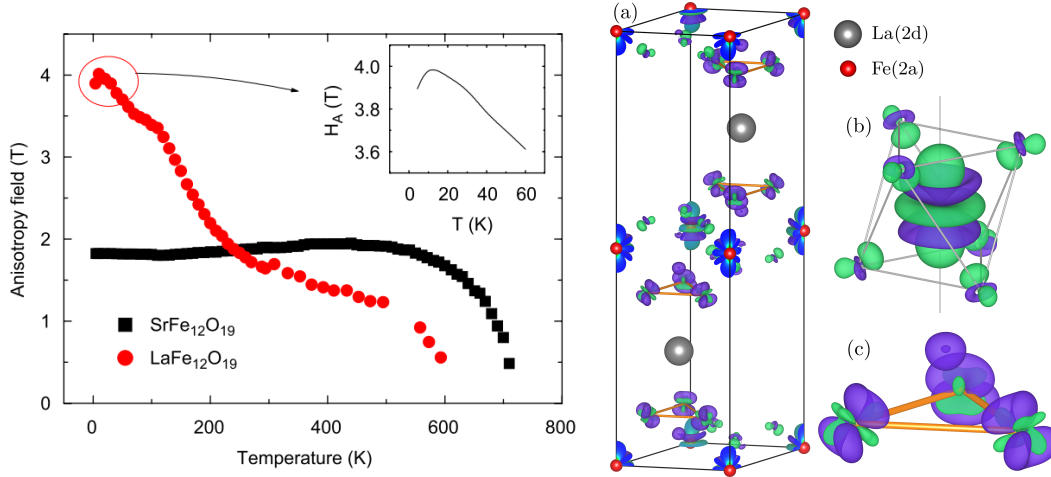 Anisotropy field (T)
4
3
2
1
0
0
200
400
600
800
Temperature (K)
SrFe₁₂O₁₉
LaFe₁₂O₁₉
H_A (T)
4.0
3.8
3.6
0
20
40
60
T (K)
(a)
La(2d)
Fe(2a)
(b)
(c)